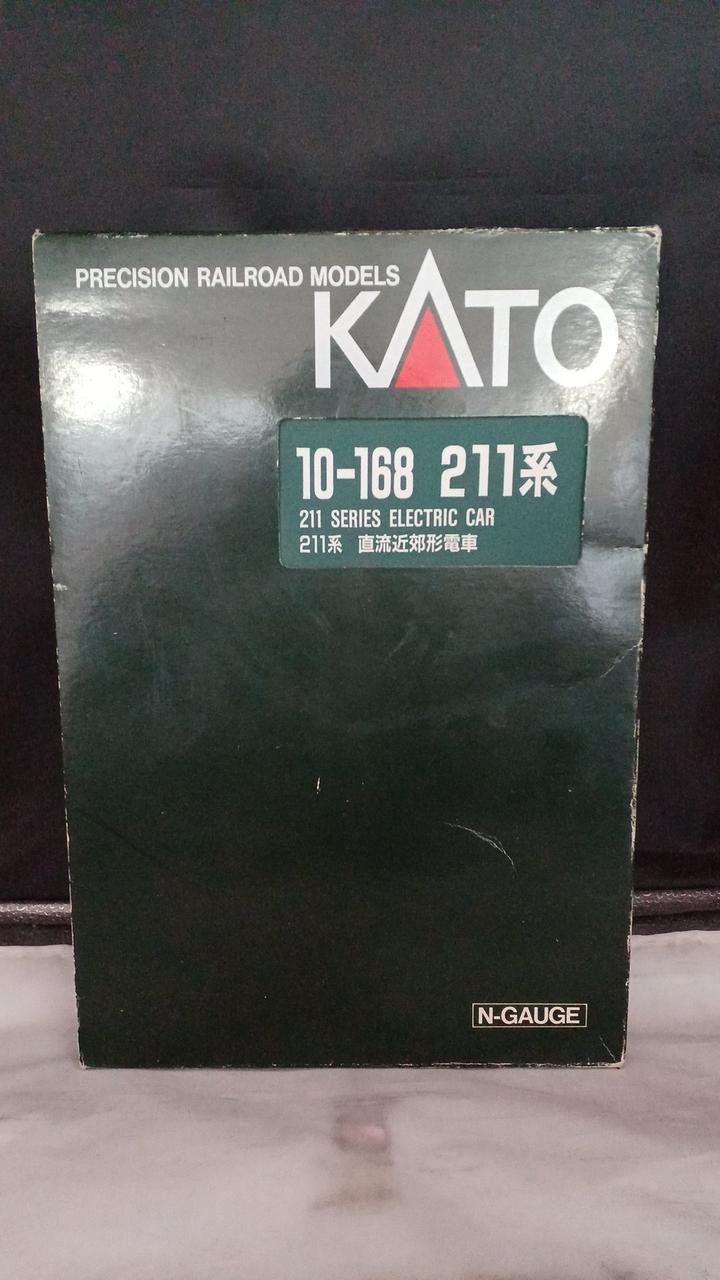 PRECISION RAILROAD MODELS
KATO
10-168 211系
211 SERIES ELECTRIC CAR
211系 直流近郊形電車
N-GAUGE